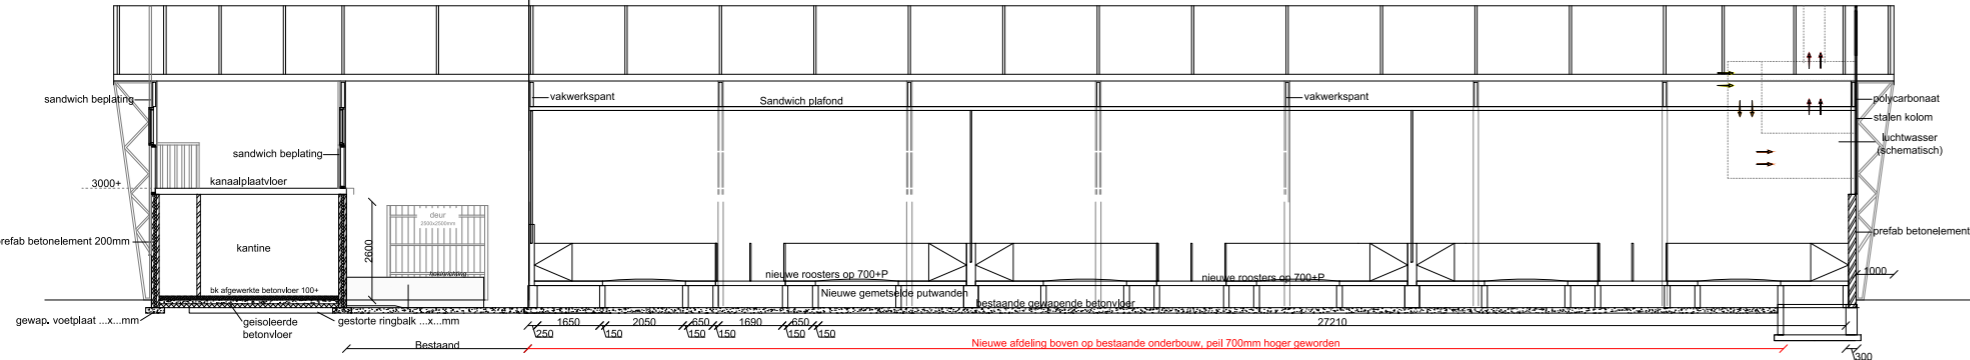 sandwich beplating
vakwerkspant
Sandwich plafond
vakwerkspant
polycarbonaat
stalen kolom
luchtwasser
(schematisch)
sandwich beplating
3000+
kanaalplaatvloer
deur
2500x2500mm
2600
prefab betonelement 200mm
kantine
prefab betonelement
1000
nieuwe roosters op 700+P
nieuwe roosters op 700+P
bk afgewerkte betonvloer 100+
Nieuwe gemetselde putwanden
bestaande gewapende betonvloer
gewap. voetplaat ...x...mm
geisoleerde
betonvloer
gestorte ringbalk ...x...mm
1650
2050
650
1690
650
27210
250
150
150
150
150
150
Bestaand
Nieuwe afdeling boven op bestaande onderbouw, peil 700mm hoger geworden
300